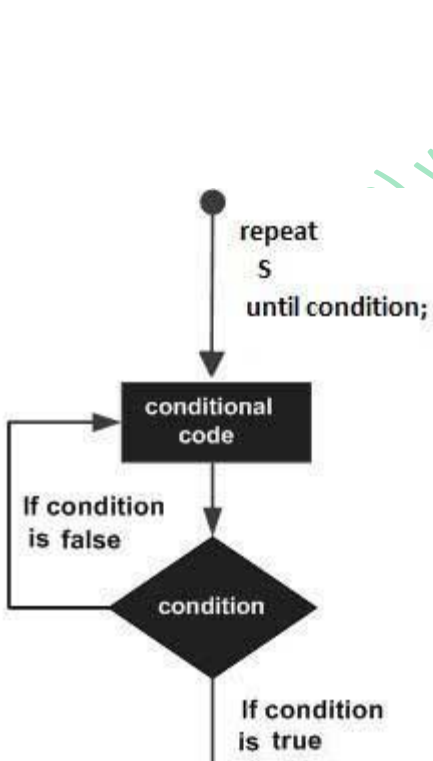 repeat
S
until condition;
conditional
code
If condition
is false
condition
If condition
is true